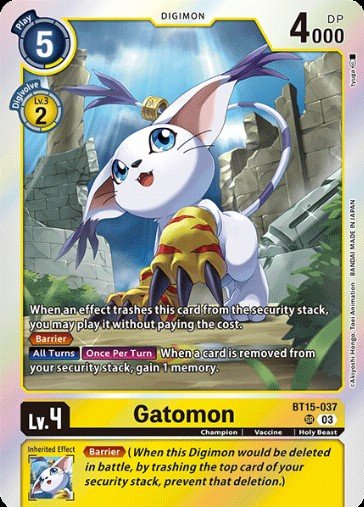 Play
5
DIGIMON
DP
4000
Digivolve
Lv.3
2
tyuga
When an effect trashes this card from the security stack,
you may play it without paying the cost.
Barrier
All Turns Once Per Turn When a card is removed from
your security stack, gain 1 memory.
©Akiyoshi Hongo, Toei Animation BANDAI MADE IN JAPAN
Lv.4
Gatomon
BT15-037
SR 03
Champion Vaccine Holy Beast
Inherited Effect
Barrier (When this Digimon would be deleted
in battle, by trashing the top card of your
security stack, prevent that deletion.)